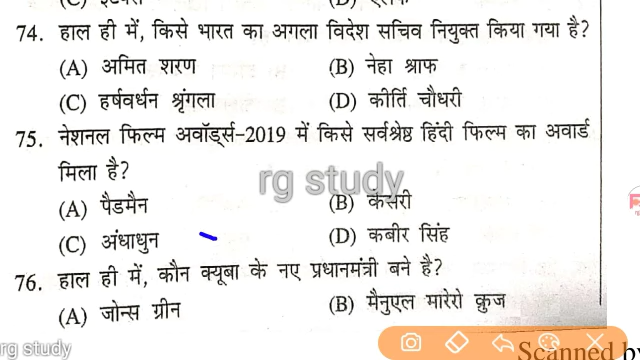 74. हाल ही में, किसे भारत का अगला विदेश सचिव नियुक्त किया गया है?
(A) अमित शरण (B) नेहा श्राफ
(C) हर्षवर्धन श्रृंगला (D) कीर्ति चौधरी
75. नेशनल फिल्म अवॉर्ड्स-2019 में किसे सर्वश्रेष्ठ हिंदी फिल्म का अवार्ड
मिला है?
rg study
(A) पैडमैन (B) केसरी
(C) अंधाधुन (D) कबीर सिंह
76. हाल ही में, कौन क्यूबा के नए प्रधानमंत्री बने है?
(A) जोन्स ग्रीन (B) मैनुएल मारेरो क्रुज
rg study
Scanned by